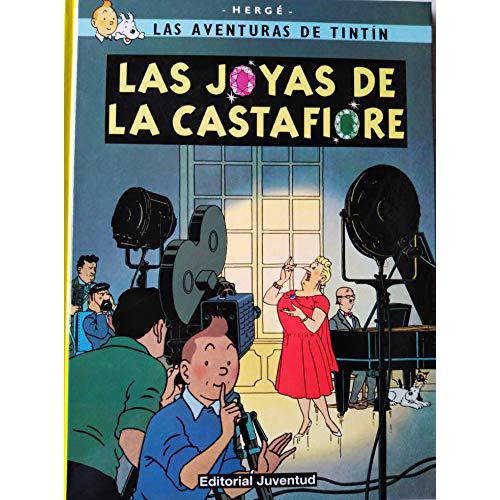 - HERGÉ -
LAS AVENTURAS DE TINTÍN
LAS JOYAS DE
LA CASTAFIORE
Editorial Juventud